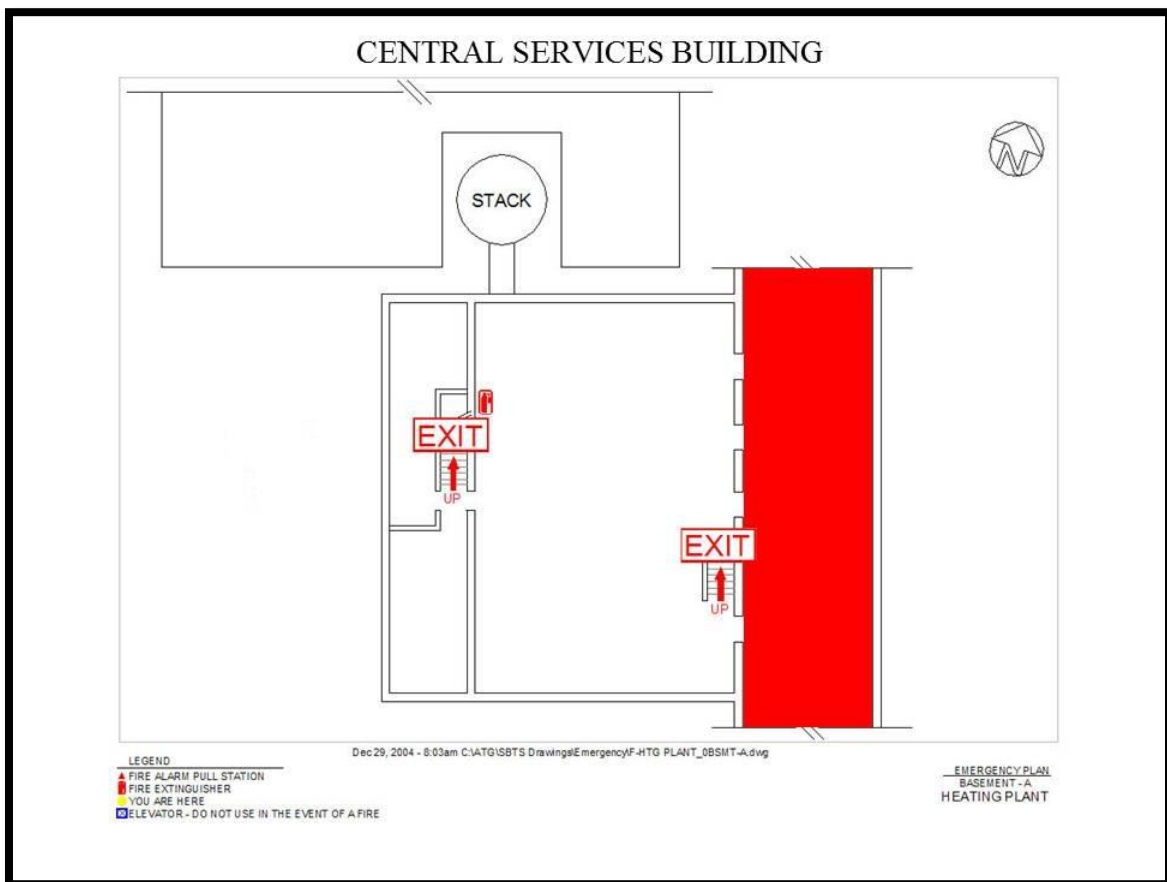 CENTRAL SERVICES BUILDING
N
STACK
EXIT
UP
EXIT
UP
Dec 29, 2004 - 8:03am C:\ATG\SBTS Drawings\Emergency\F-HTG PLANT_0BSMT-A.dwg
LEGEND
FIRE ALARM PULL STATION
FIRE EXTINGUISHER
YOU ARE HERE
ELEVATOR - DO NOT USE IN THE EVENT OF A FIRE
EMERGENCY PLAN
BASEMENT - A
HEATING PLANT